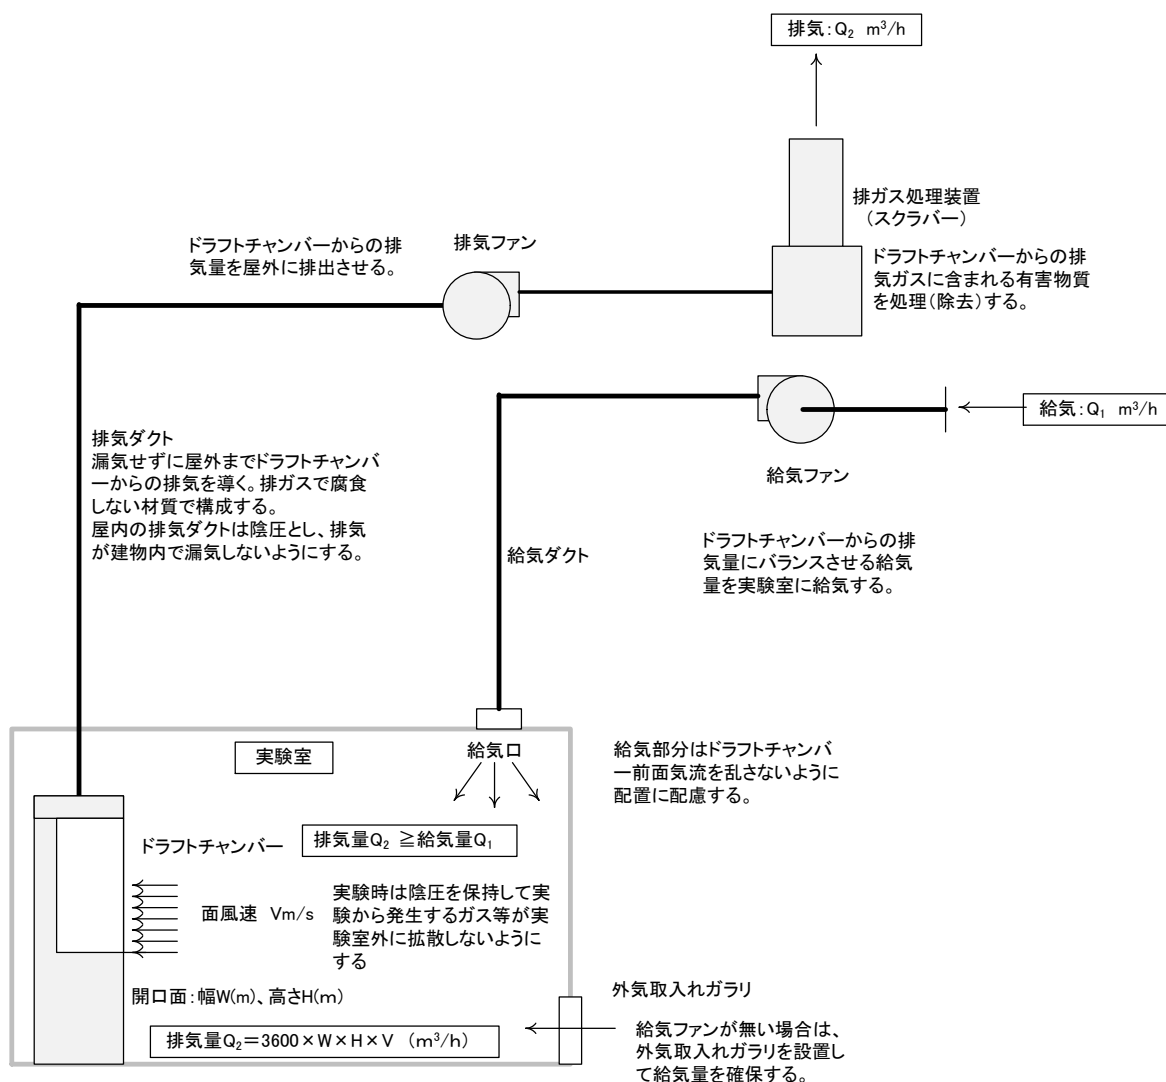 排気：Q₂ m³/h
排ガス処理装置
（スクラバー）
ドラフトチャンバーからの排
気ガスに含まれる有害物質
を処理（除去）する。
排気ファン
ドラフトチャンバーからの排
気量を屋外に排出させる。
給気：Q₁ m³/h
給気ファン
ドラフトチャンバーからの排
気量にバランスさせる給気
量を実験室に給気する。
排気ダクト
漏気せずに屋外までドラフトチャンバ
ーからの排気を導く。排ガスで腐食
しない材質で構成する。
屋内の排気ダクトは陰圧とし、排気
が建物内で漏気しないようにする。
給気ダクト
給気口
実験室
給気部分はドラフトチャンバ
ー前面気流を乱さないように
配置に配慮する。
ドラフトチャンバー
排気量Q₂ ≧給気量Q₁
面風速 Vm/s
実験時は陰圧を保持して実
験から発生するガス等が実
験室外に拡散しないように
する
開口面：幅W(m)、高さH(m)
排気量Q₂＝3600×W×H×V （m³/h）
外気取入れガラリ
給気ファンが無い場合は、
外気取入れガラリを設置し
て給気量を確保する。